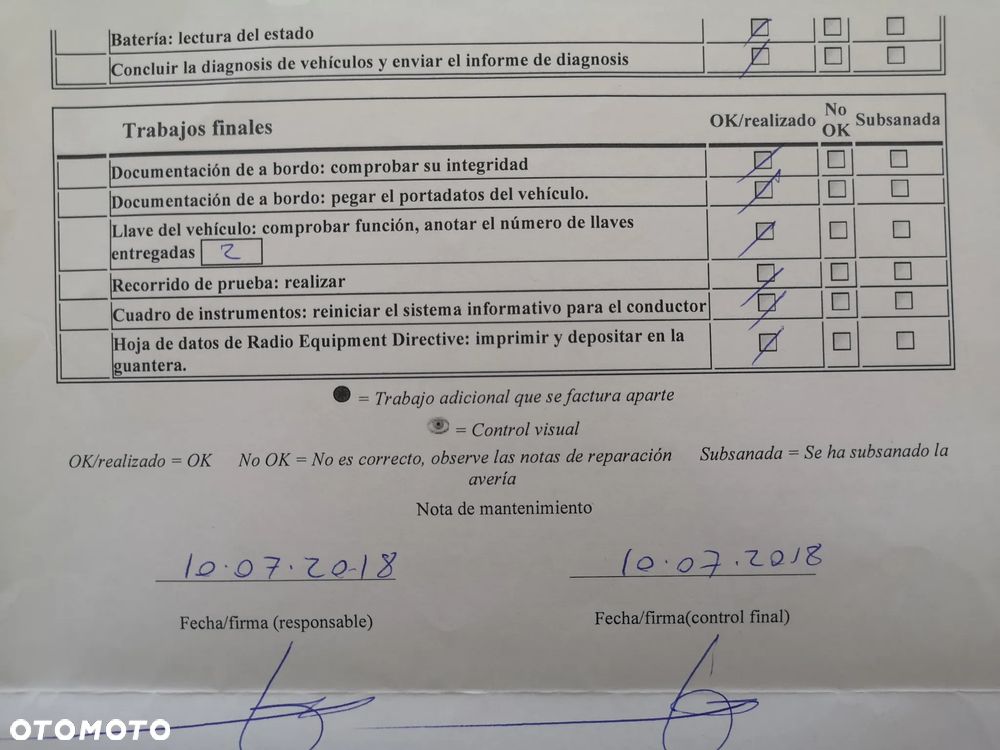 Batería: lectura del estado
Concluir la diagnosis de vehículos y enviar el informe de diagnosis
Trabajos finales
OK/realizado
No
OK
Subsanada
Documentación de a bordo: comprobar su integridad
Documentación de a bordo: pegar el portadatos del vehículo.
Llave del vehículo: comprobar función, anotar el número de llaves
entregadas 2
Recorrido de prueba: realizar
Cuadro de instrumentos: reiniciar el sistema informativo para el conductor
Hoja de datos de Radio Equipment Directive: imprimir y depositar en la
guantera.
= Trabajo adicional que se factura aparte
= Control visual
OK/realizado = OK No OK = No es correcto, observe las notas de reparación Subsanada = Se ha subsanado la
avería
Nota de mantenimiento
10.07.2018 10.07.2018
Fecha/firma (responsable) Fecha/firma(control final)
OTOMOTO